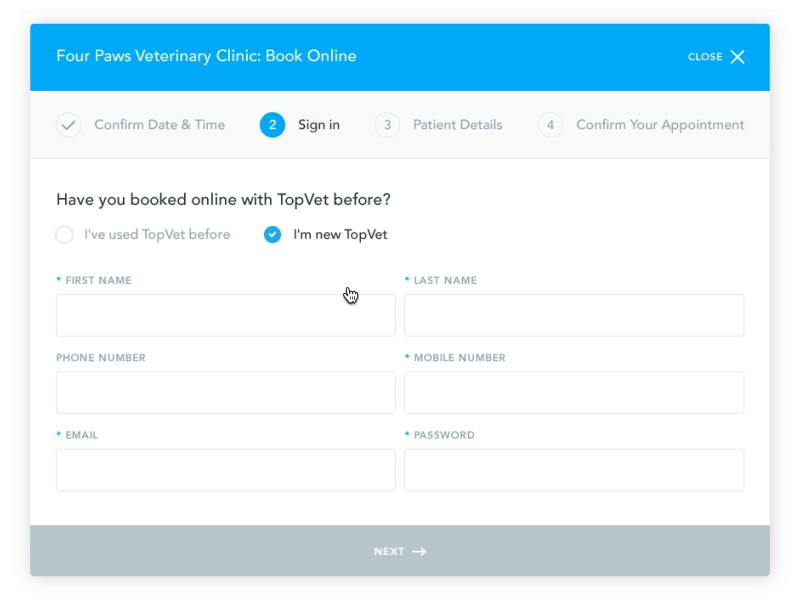 Four Paws Veterinary Clinic: Book Online
CLOSE
Confirm Date & Time
2 Sign in
3 Patient Details
4 Confirm Your Appointment
Have you booked online with TopVet before?
I've used TopVet before
I'm new TopVet
* FIRST NAME
* LAST NAME
PHONE NUMBER
* MOBILE NUMBER
* EMAIL
* PASSWORD
NEXT →